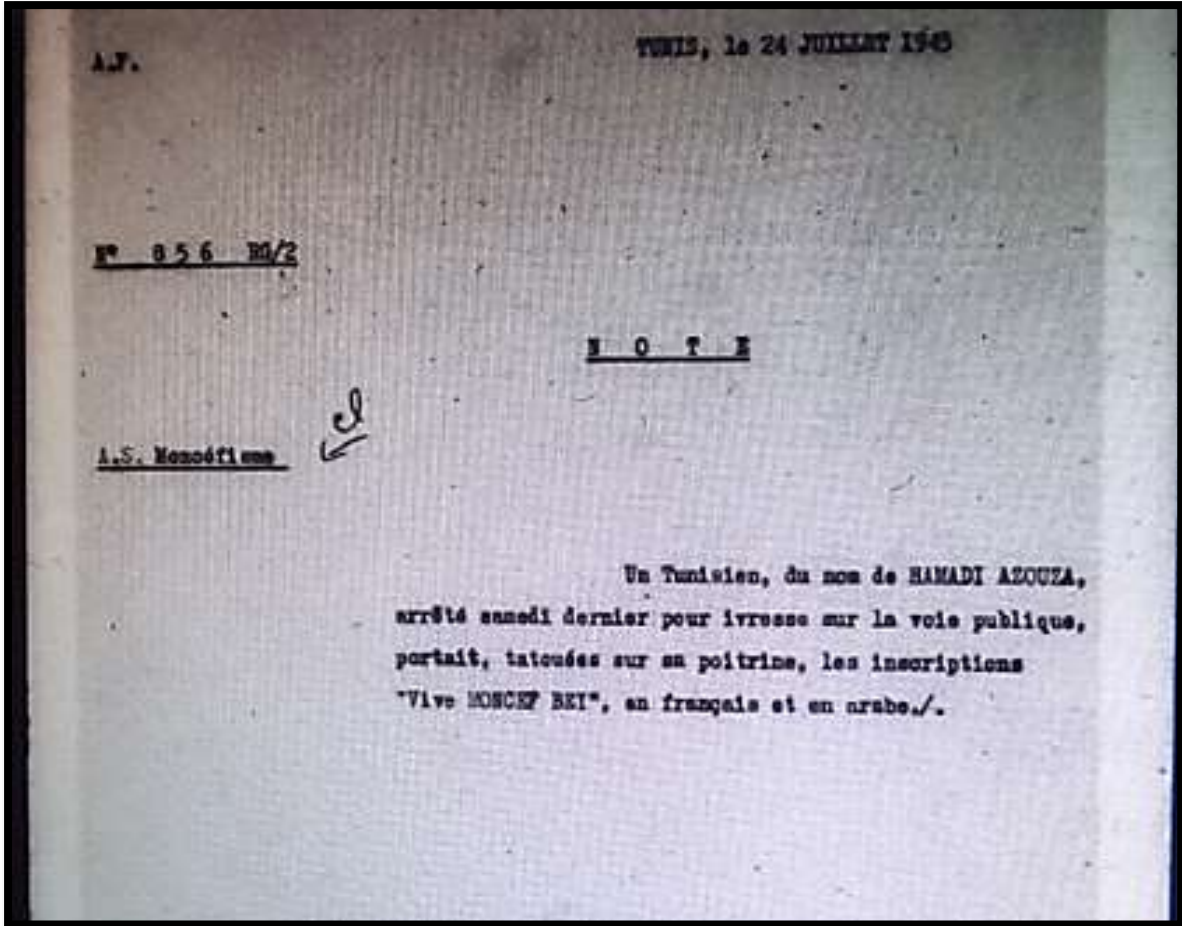 A.F.
TUNIS, le 24 JUILLET 1945
N° 856 RG/2
N O T E
A.S. Moncéfisme
Un Tunisien, du nom de HAMADI AZOUZA,
arrêté samedi dernier pour ivresse sur la voie publique,
portait, tatouées sur sa poitrine, les inscriptions
"Vive MONCEF BEY", en français et en arabe./.